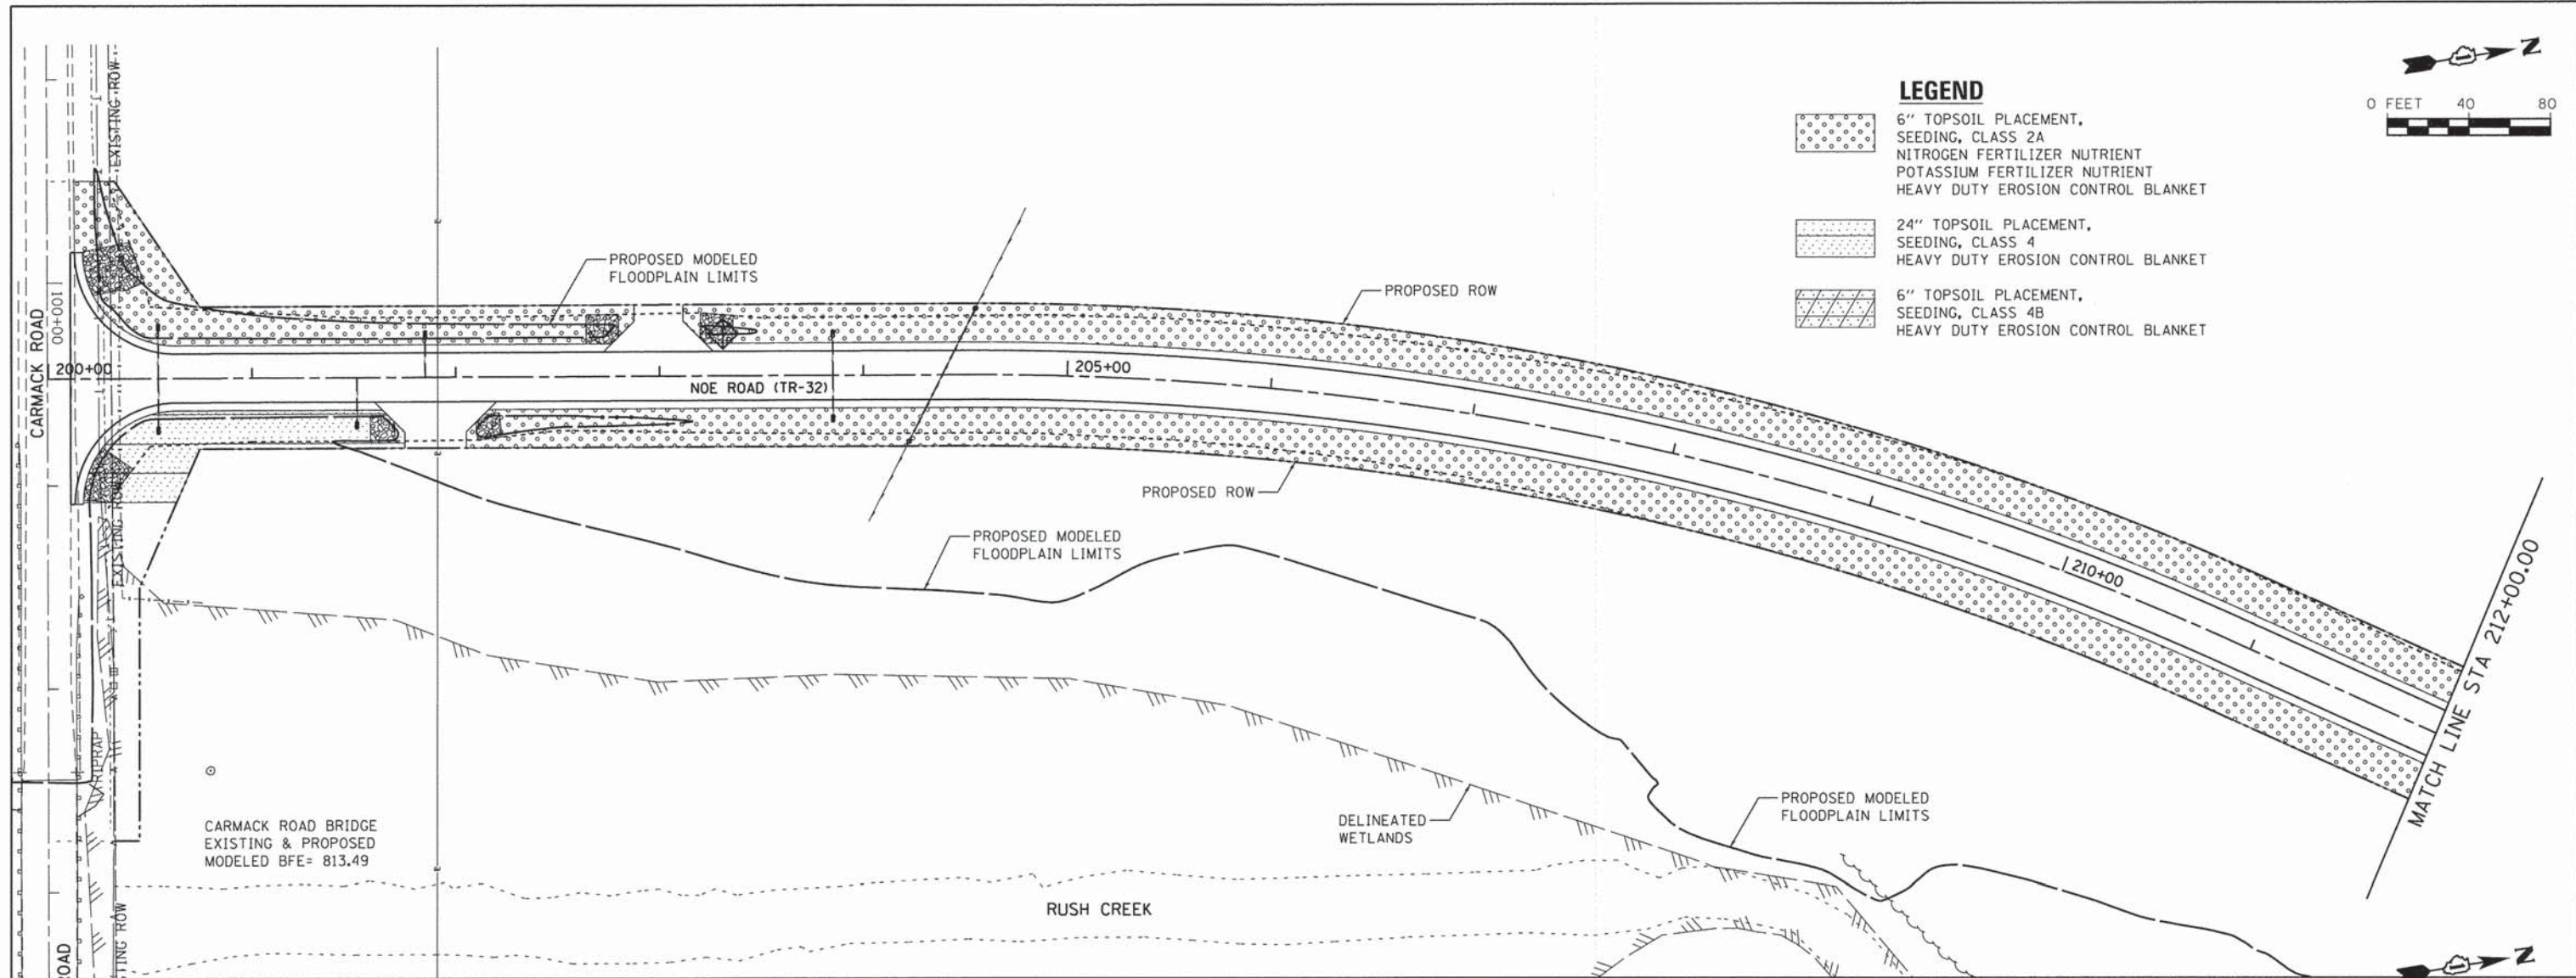 LEGEND
6" TOPSOIL PLACEMENT,
SEEDING, CLASS 2A
NITROGEN FERTILIZER NUTRIENT
POTASSIUM FERTILIZER NUTRIENT
HEAVY DUTY EROSION CONTROL BLANKET
24" TOPSOIL PLACEMENT,
SEEDING, CLASS 4
HEAVY DUTY EROSION CONTROL BLANKET
6" TOPSOIL PLACEMENT,
SEEDING, CLASS 4B
HEAVY DUTY EROSION CONTROL BLANKET
Z
0 FEET 40 80
EXISTING ROW
PROPOSED MODELED
FLOODPLAIN LIMITS
PROPOSED ROW
CARMACK ROAD
100+00
200+00
NOE ROAD (TR-32)
205+00
210+00
PROPOSED ROW
EXISTING ROW
PROPOSED MODELED
FLOODPLAIN LIMITS
MATCH LINE STA 212+00.00
RIPRAP
CARMACK ROAD BRIDGE
EXISTING & PROPOSED
MODELED BFE= 813.49
DELINEATED
WETLANDS
PROPOSED MODELED
FLOODPLAIN LIMITS
RUSH CREEK
OAD
TING ROW
Z